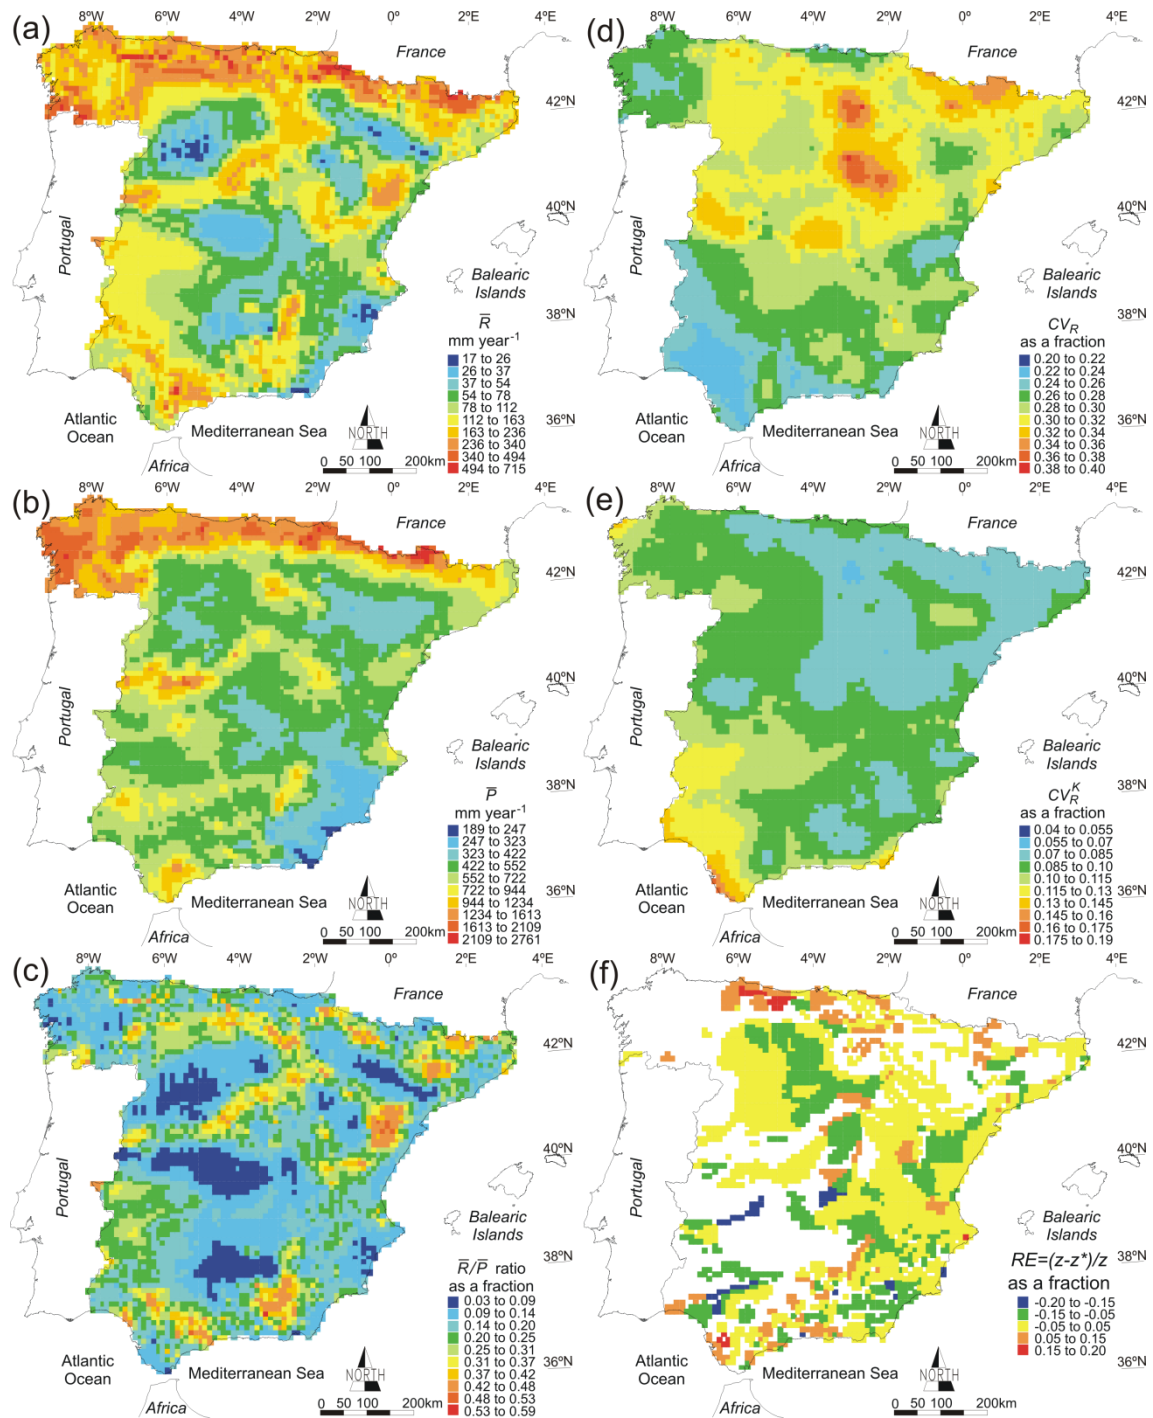 (a)
8ºW 6ºW 4ºW 2ºW 0º 2ºE 4ºE
France
42ºN
40ºN
38ºN
36ºN
Portugal
Balearic
Islands
R̅
mm year⁻¹
17 to 26
26 to 37
37 to 54
54 to 78
78 to 112
112 to 163
163 to 236
236 to 340
340 to 494
494 to 715
Atlantic
Ocean
Mediterranean Sea
Africa
NORTH
0 50 100 200km
(d)
8ºW 6ºW 4ºW 2ºW 0º 2ºE 4ºE
France
42ºN
40ºN
38ºN
36ºN
Portugal
Balearic
Islands
CV_R
as a fraction
0.20 to 0.22
0.22 to 0.24
0.24 to 0.26
0.26 to 0.28
0.28 to 0.30
0.30 to 0.32
0.32 to 0.34
0.34 to 0.36
0.36 to 0.38
0.38 to 0.40
Atlantic
Ocean
Mediterranean Sea
Africa
NORTH
0 50 100 200km
(b)
8ºW 6ºW 4ºW 2ºW 0º 2ºE 4ºE
France
42ºN
40ºN
38ºN
36ºN
Portugal
Balearic
Islands
P̅
mm year⁻¹
189 to 247
247 to 323
323 to 422
422 to 552
552 to 722
722 to 944
944 to 1234
1234 to 1613
1613 to 2109
2109 to 2761
Atlantic
Ocean
Mediterranean Sea
Africa
NORTH
0 50 100 200km
(e)
8ºW 6ºW 4ºW 2ºW 0º 2ºE 4ºE
France
42ºN
40ºN
38ºN
36ºN
Portugal
Balearic
Islands
CV_R^K
as a fraction
0.04 to 0.055
0.055 to 0.07
0.07 to 0.085
0.085 to 0.10
0.10 to 0.115
0.115 to 0.13
0.13 to 0.145
0.145 to 0.16
0.16 to 0.175
0.175 to 0.19
Atlantic
Ocean
Mediterranean Sea
Africa
NORTH
0 50 100 200km
(c)
8ºW 6ºW 4ºW 2ºW 0º 2ºE 4ºE
France
42ºN
40ºN
38ºN
36ºN
Portugal
Balearic
Islands
R̅/P̅ ratio
as a fraction
0.03 to 0.09
0.09 to 0.14
0.14 to 0.20
0.20 to 0.25
0.25 to 0.31
0.31 to 0.37
0.37 to 0.42
0.42 to 0.48
0.48 to 0.53
0.53 to 0.59
Atlantic
Ocean
Mediterranean Sea
Africa
NORTH
0 50 100 200km
(f)
8ºW 6ºW 4ºW 2ºW 0º 2ºE 4ºE
France
42ºN
40ºN
38ºN
36ºN
Portugal
Balearic
Islands
RE=(z-z*)/z
as a fraction
-0.20 to -0.15
-0.15 to -0.05
-0.05 to 0.05
0.05 to 0.15
0.15 to 0.20
Atlantic
Ocean
Mediterranean Sea
Africa
NORTH
0 50 100 200km